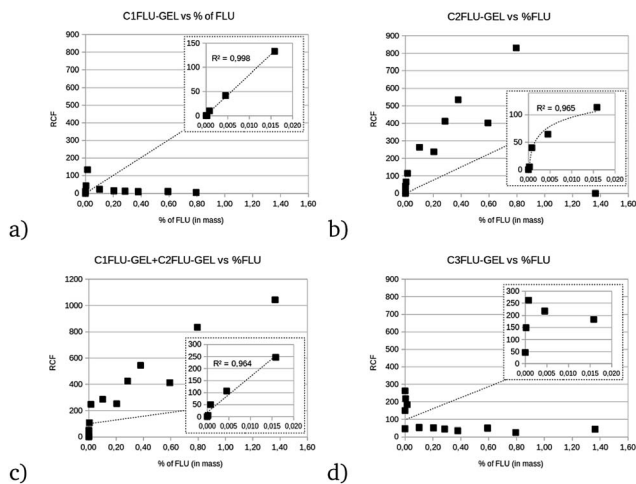 C1FLU-GEL vs % of FLU
900
800
700
600
500
400
300
200
100
0
RCF
150
100
50
0
R² = 0,998
0,000 0,005 0,010 0,015 0,020
0,00 0,20 0,40 0,60 0,80 1,00 1,20 1,40 1,60
% of FLU (in mass)
a)
C2FLU-GEL vs %FLU
900
800
700
600
500
400
300
200
100
0
RCF
100
50
0
R² = 0,965
0,000 0,005 0,010 0,015 0,020
0,00 0,20 0,40 0,60 0,80 1,00 1,20 1,40 1,60
% of FLU (in mass)
b)
C1FLU-GEL+C2FLU-GEL vs %FLU
1200
1000
800
600
400
200
0
RCF
300
250
200
150
100
50
0
R² = 0,964
0,000 0,005 0,010 0,015 0,020
0,00 0,20 0,40 0,60 0,80 1,00 1,20 1,40 1,60
% of FLU (in mass)
c)
C3FLU-GEL vs %FLU
900
800
700
600
500
400
300
200
100
0
RCF
300
250
200
150
100
50
0
0,000 0,005 0,010 0,015 0,020
0,00 0,20 0,40 0,60 0,80 1,00 1,20 1,40 1,60
% of FLU (in mass)
d)